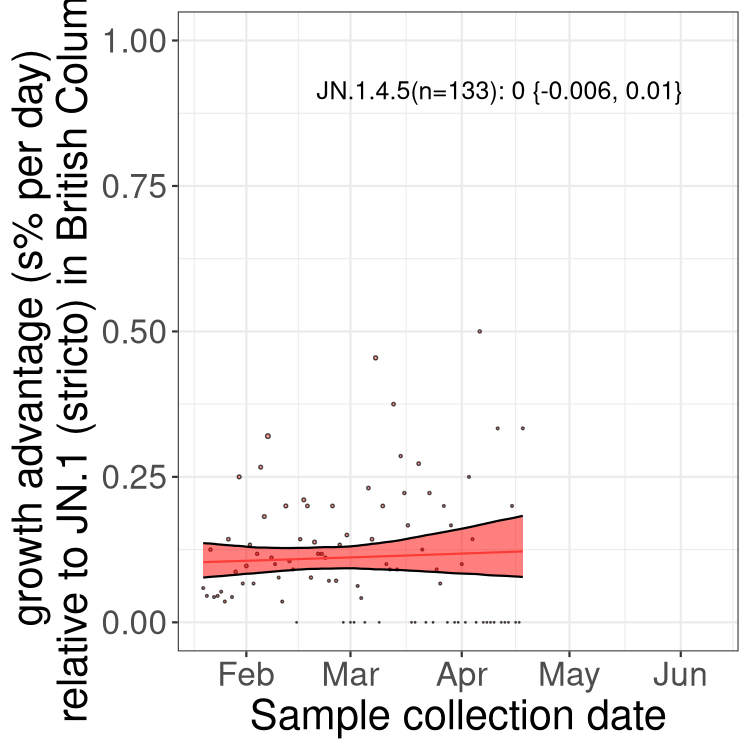 growth advantage (s% per day)
relative to JN.1 (stricto) in British Colum
1.00
0.75
0.50
0.25
0.00
JN.1.4.5(n=133): 0 {-0.006, 0.01}
Feb Mar Apr May Jun
Sample collection date